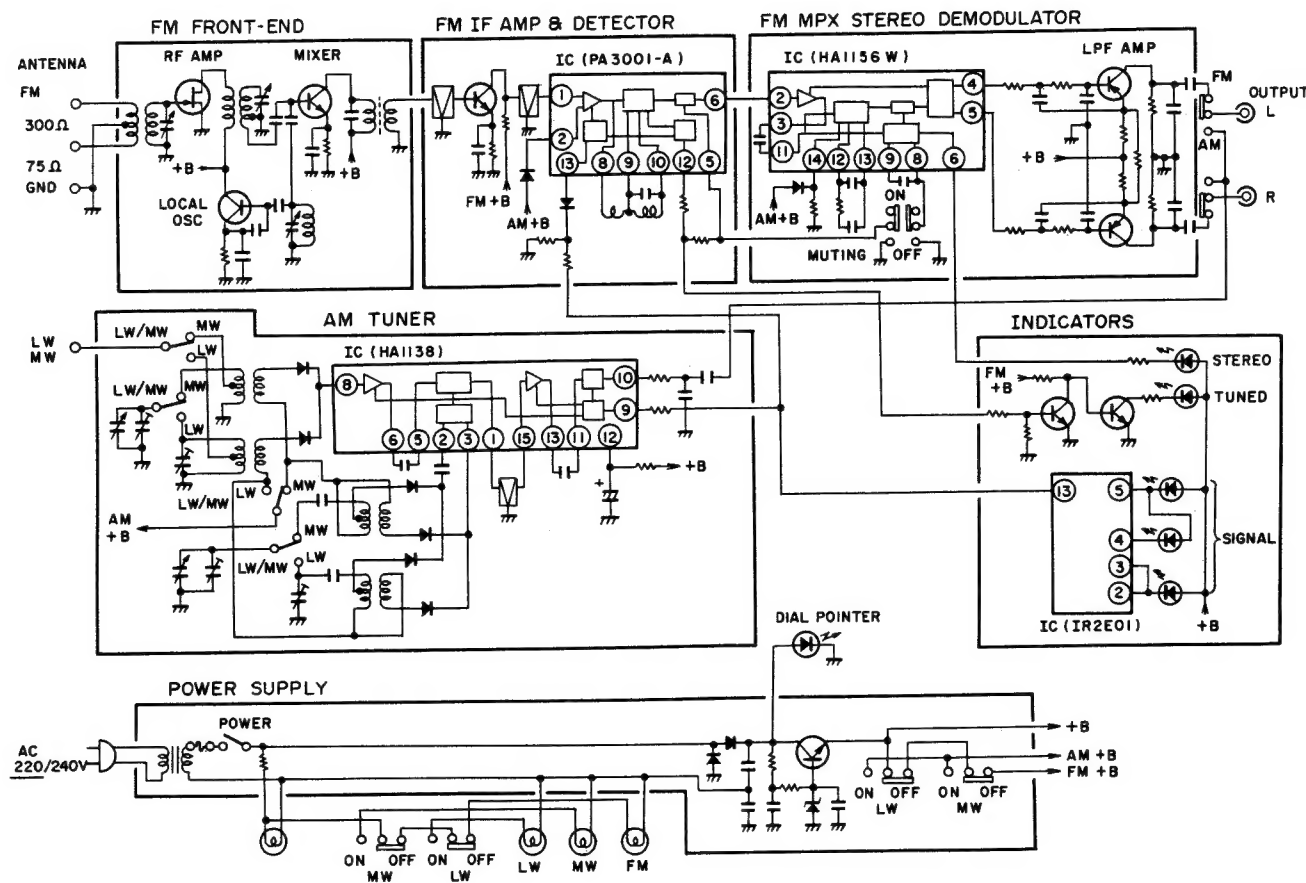 FM FRONT-END
FM IF AMP & DETECTOR
FM MPX STEREO DEMODULATOR
RF AMP
MIXER
IC (PA3001-A)
IC (HA1156W)
LPF AMP
ANTENNA
FM
300Ω
75Ω
GND
+B
+B
LOCAL OSC
1
2
13
8
9
10
12
5
6
FM+B
AM+B
2
3
11
14
12
13
9
8
6
4
5
AM+B
ON
MUTING
OFF
+B
FM
OUTPUT
L
AM
R
AM TUNER
LW
MW
LW/MW
MW
LW
LW/MW
MW
LW
IC (HA1138)
8
6
5
2
3
1
15
13
11
12
10
9
+B
+
LW
MW
LW/MW
AM
+B
MW
LW
LW/MW
INDICATORS
FM
+B
STEREO
TUNED
13
5
4
3
2
SIGNAL
IC (IR2E01)
+B
DIAL POINTER
POWER SUPPLY
AC
220/240V
POWER
+B
AM +B
FM +B
ON OFF
LW
ON OFF
MW
ON OFF
MW
ON OFF
LW
LW
MW
FM